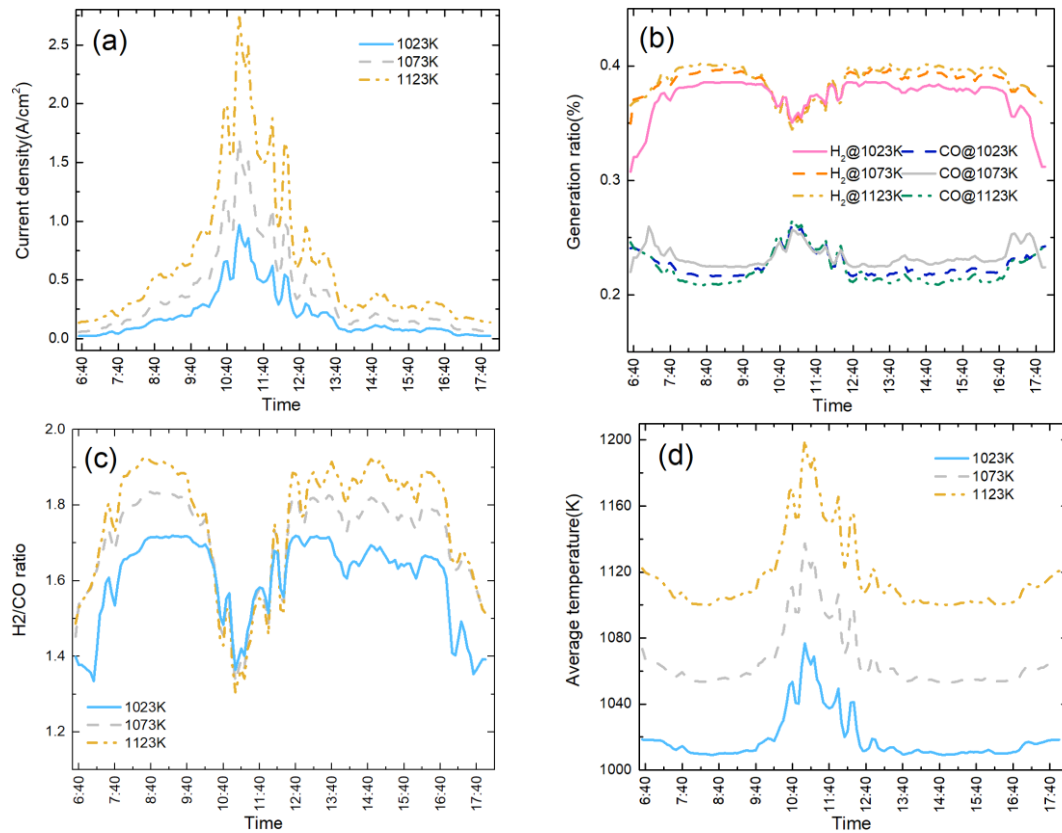 (a)
1023K
1073K
1123K
2.5
2.0
1.5
1.0
0.5
0.0
Current density(A/cm²)
6:40
7:40
8:40
9:40
10:40
11:40
12:40
13:40
14:40
15:40
16:40
17:40
Time
(b)
0.4
0.3
0.2
Generation ratio(%)
H₂@1023K CO@1023K
H₂@1073K CO@1073K
H₂@1123K CO@1123K
6:40
7:40
8:40
9:40
10:40
11:40
12:40
13:40
14:40
15:40
16:40
17:40
Time
(c)
2.0
1.8
1.6
1.4
1.2
H2/CO ratio
1023K
1073K
1123K
6:40
7:40
8:40
9:40
10:40
11:40
12:40
13:40
14:40
15:40
16:40
17:40
Time
(d)
1023K
1073K
1123K
1200
1160
1120
1080
1040
1000
Average temperature(K)
6:40
7:40
8:40
9:40
10:40
11:40
12:40
13:40
14:40
15:40
16:40
17:40
Time